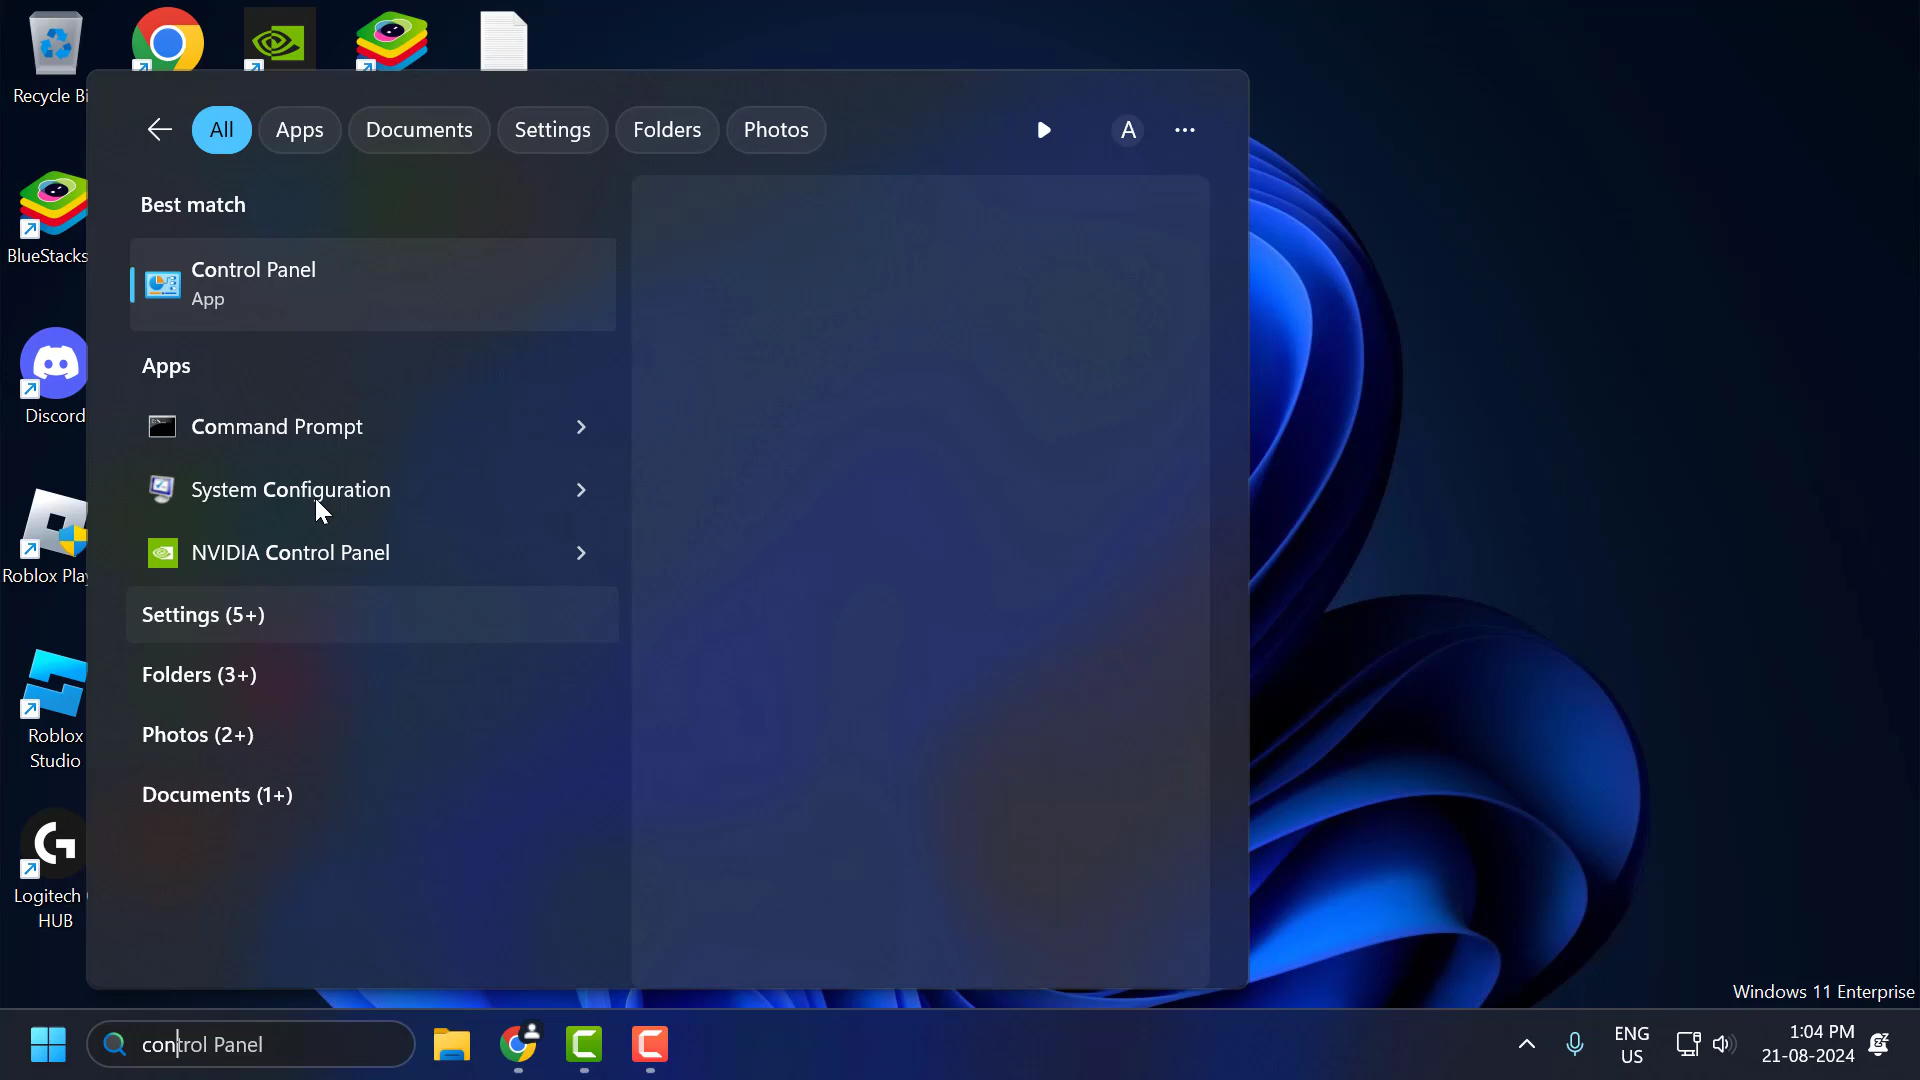 Recycle Bi
BlueStacks
Discord
Roblox Play
Roblox
Studio
Logitech
HUB
All
Apps
Documents
Settings
Folders
Photos
A
Best match
Control Panel
App
Apps
Command Prompt
System Configuration
NVIDIA Control Panel
Settings (5+)
Folders (3+)
Photos (2+)
Documents (1+)
Windows 11 Enterprise
control Panel
ENG
US
1:04 PM
21-08-2024